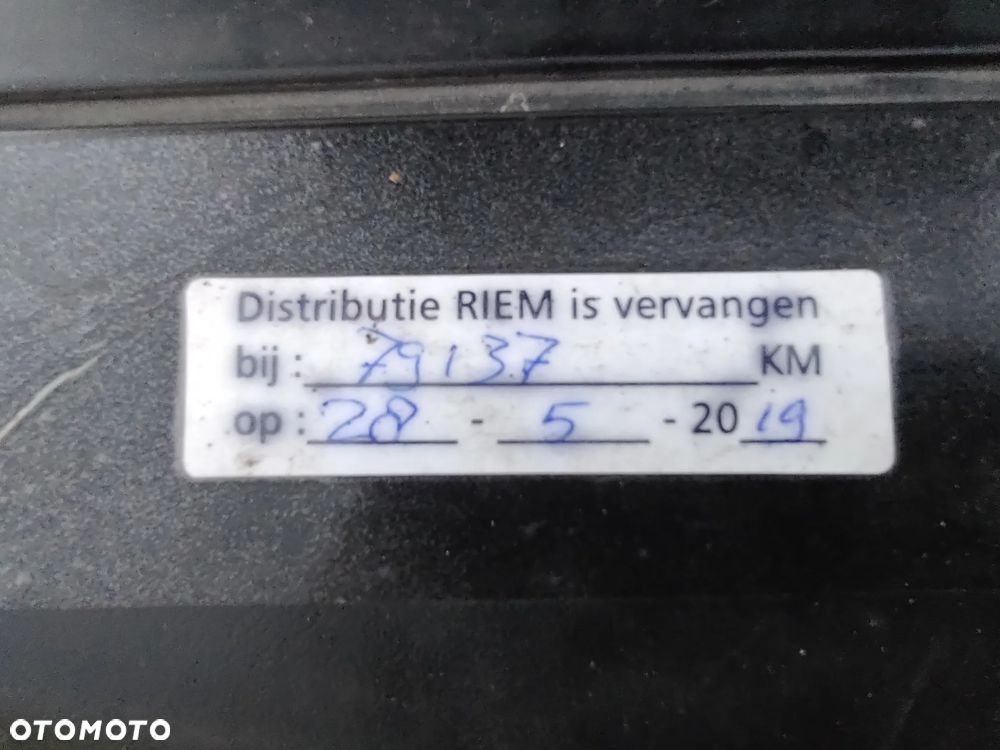 Distributie RIEM is vervangen
bij : 79137 KM
op : 28 - 5 - 2019
OTOMOTO